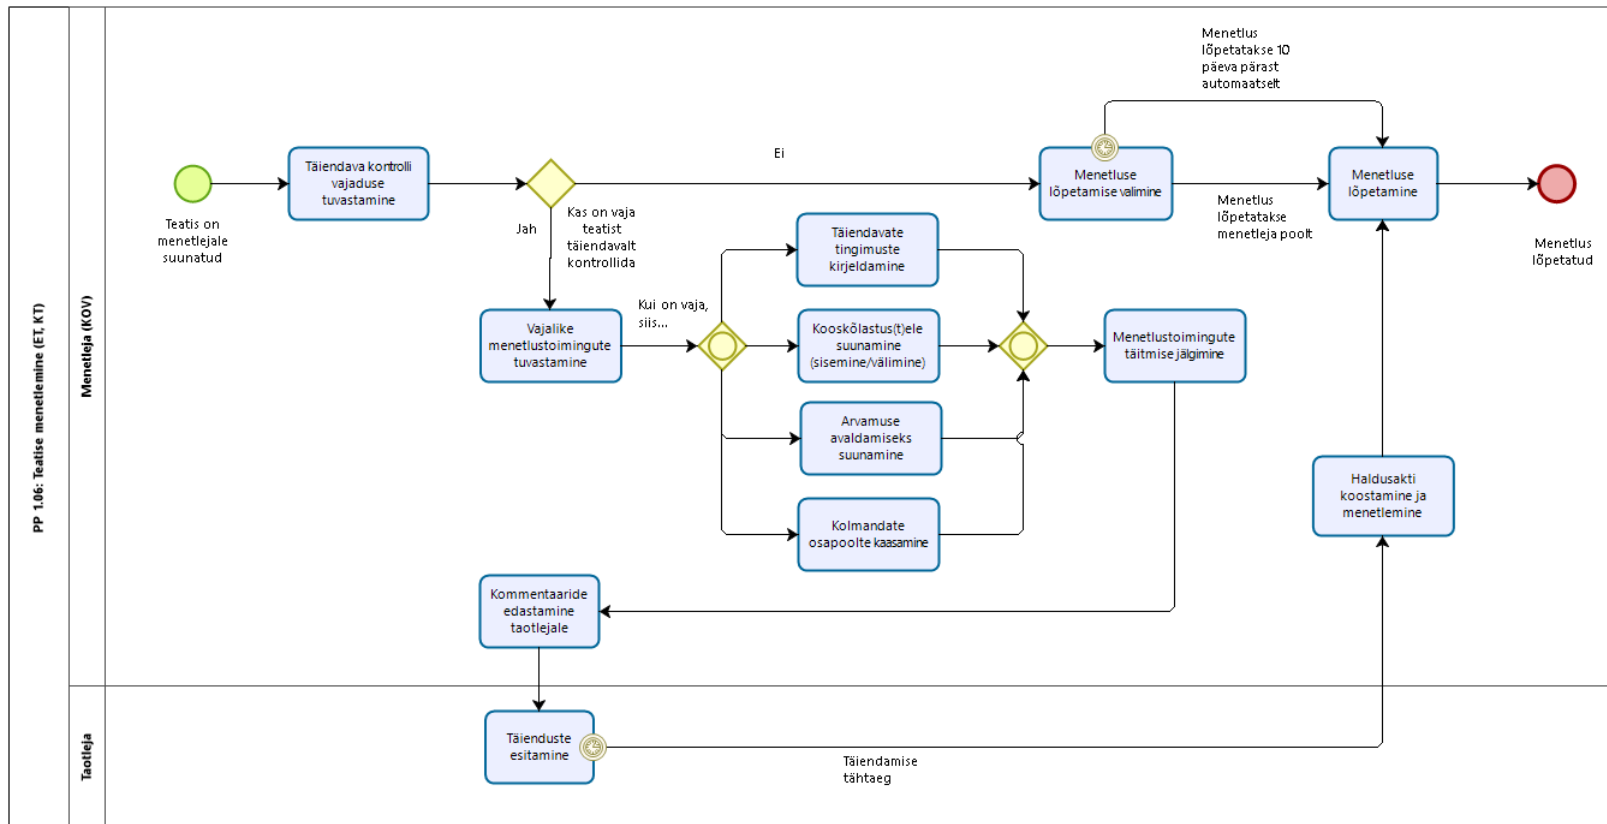 PP 1.06: Teatise menetlemine (ET, KT)
Menetleja (KOV)
Taotleja
Teatis on
menetlejale
suunatud
Täiendava kontrolli
vajaduse
tuvastamine
Ei
Jah
Kas on vaja
teatist
täiendavalt
kontrollida
Menetluse
lõpetamise valimine
Menetlus
lõpetatakse 10
päeva pärast
automaatselt
Menetlus
lõpetatakse
menetleja poolt
Menetluse
lõpetamine
Menetlus
lõpetatud
Vajalike
menetlustoimingute
tuvastamine
Kui on vaja,
siis...
Täiendavate
tingimuste
kirjeldamine
Kooskõlastus(t)ele
suunamine
(sisemine/välimine)
Arvamuse
avaldamiseks
suunamine
Kolmandate
osapoolte kaasamine
Menetlustoimingute
täitmise jälgimine
Haldusakti
koostamine ja
menetlemine
Kommentaaride
edastamine
taotlejale
Täienduste
esitamine
Täiendamise
tähtaeg